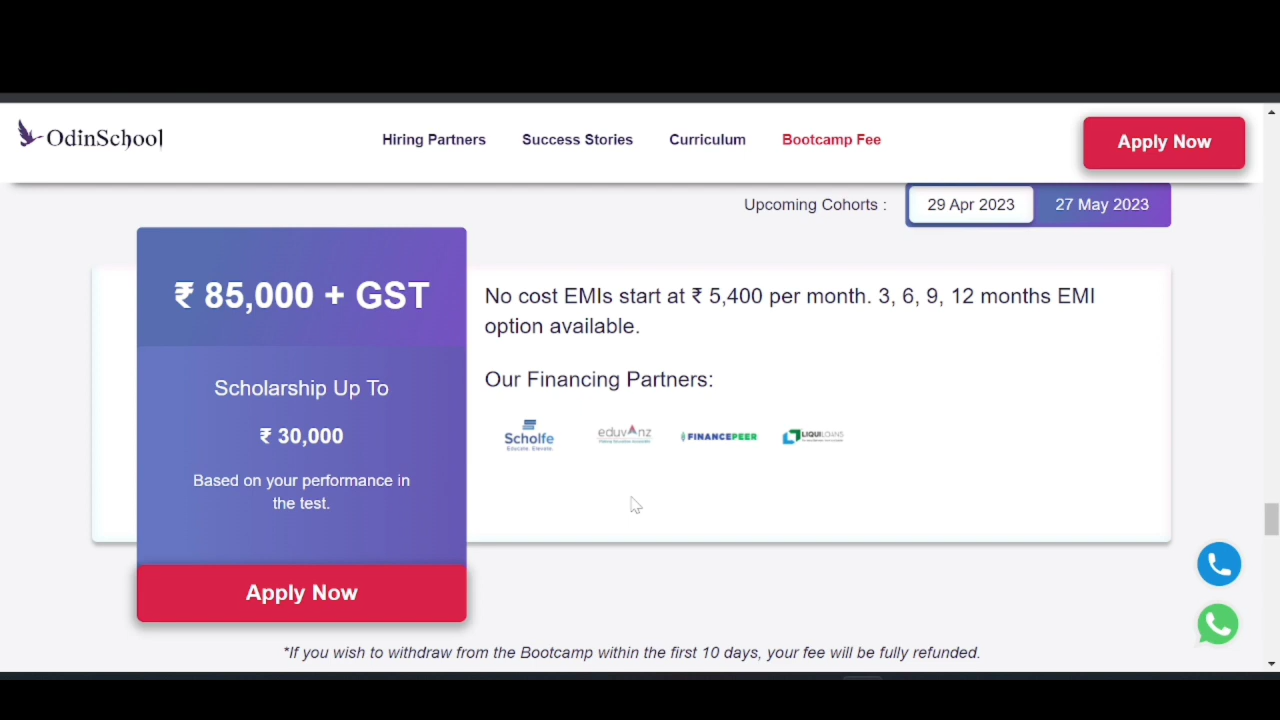 OdinSchool
Hiring Partners
Success Stories
Curriculum
Bootcamp Fee
Apply Now
Upcoming Cohorts :
29 Apr 2023
27 May 2023
₹ 85,000 + GST
Scholarship Up To
₹ 30,000
Based on your performance in
the test.
Apply Now
No cost EMIs start at ₹ 5,400 per month. 3, 6, 9, 12 months EMI
option available.
Our Financing Partners:
Scholfe
Educate. Elevate.
eduvanz
FINANCEPEER
LIQUILOANS
*If you wish to withdraw from the Bootcamp within the first 10 days, your fee will be fully refunded.